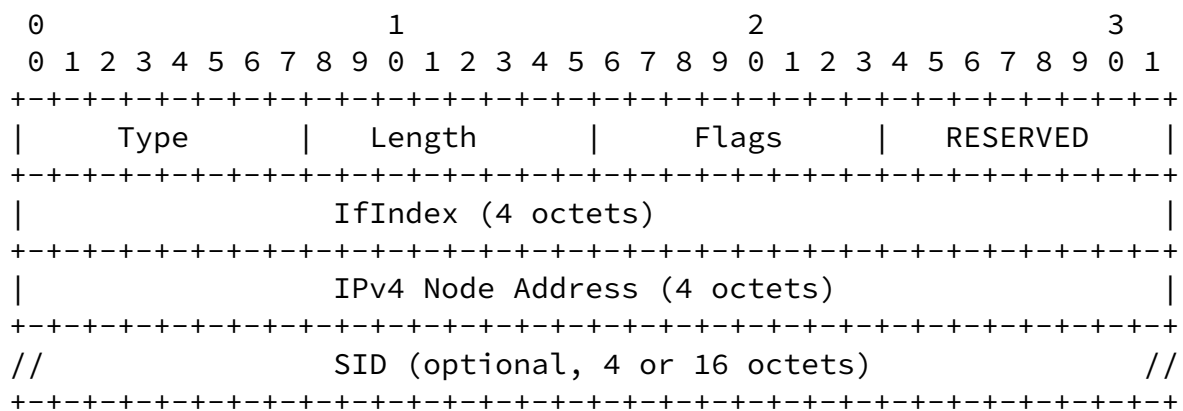 0                   1                   2                   3
 0 1 2 3 4 5 6 7 8 9 0 1 2 3 4 5 6 7 8 9 0 1 2 3 4 5 6 7 8 9 0 1
+-+-+-+-+-+-+-+-+-+-+-+-+-+-+-+-+-+-+-+-+-+-+-+-+-+-+-+-+-+-+-+-+
|     Type      |   Length      |     Flags     |   RESERVED    |
+-+-+-+-+-+-+-+-+-+-+-+-+-+-+-+-+-+-+-+-+-+-+-+-+-+-+-+-+-+-+-+-+
|                 IfIndex (4 octets)                            |
+-+-+-+-+-+-+-+-+-+-+-+-+-+-+-+-+-+-+-+-+-+-+-+-+-+-+-+-+-+-+-+-+
|                 IPv4 Node Address (4 octets)                  |
+-+-+-+-+-+-+-+-+-+-+-+-+-+-+-+-+-+-+-+-+-+-+-+-+-+-+-+-+-+-+-+-+
//                SID (optional, 4 or 16 octets)               //
+-+-+-+-+-+-+-+-+-+-+-+-+-+-+-+-+-+-+-+-+-+-+-+-+-+-+-+-+-+-+-+-+